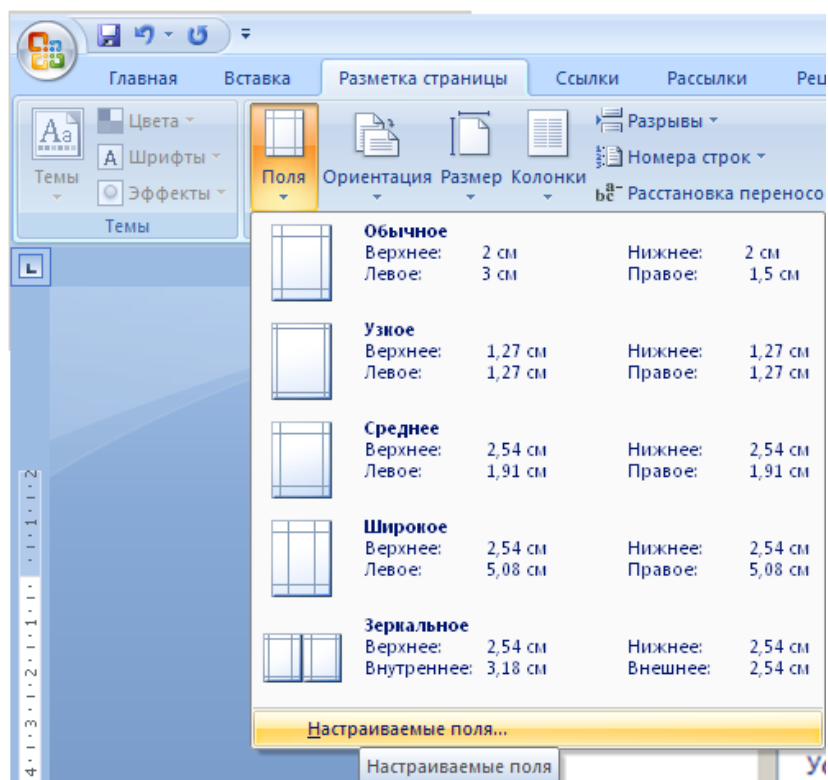 Главная Вставка Разметка страницы Ссылки Рассылки Рец
Цвета
Разрывы
Aa
A Шрифты
Номера строк
Темы
Поля Ориентация Размер Колонки
Эффекты
Расстановка переносо
Темы
Обычное
Верхнее: 2 см Нижнее: 2 см
Левое: 3 см Правое: 1,5 см
Узкое
Верхнее: 1,27 см Нижнее: 1,27 см
Левое: 1,27 см Правое: 1,27 см
Среднее
Верхнее: 2,54 см Нижнее: 2,54 см
Левое: 1,91 см Правое: 1,91 см
Широкое
Верхнее: 2,54 см Нижнее: 2,54 см
Левое: 5,08 см Правое: 5,08 см
Зеркальное
Верхнее: 2,54 см Нижнее: 2,54 см
Внутреннее: 3,18 см Внешнее: 2,54 см
Настраиваемые поля...
Настраиваемые поля
Ус